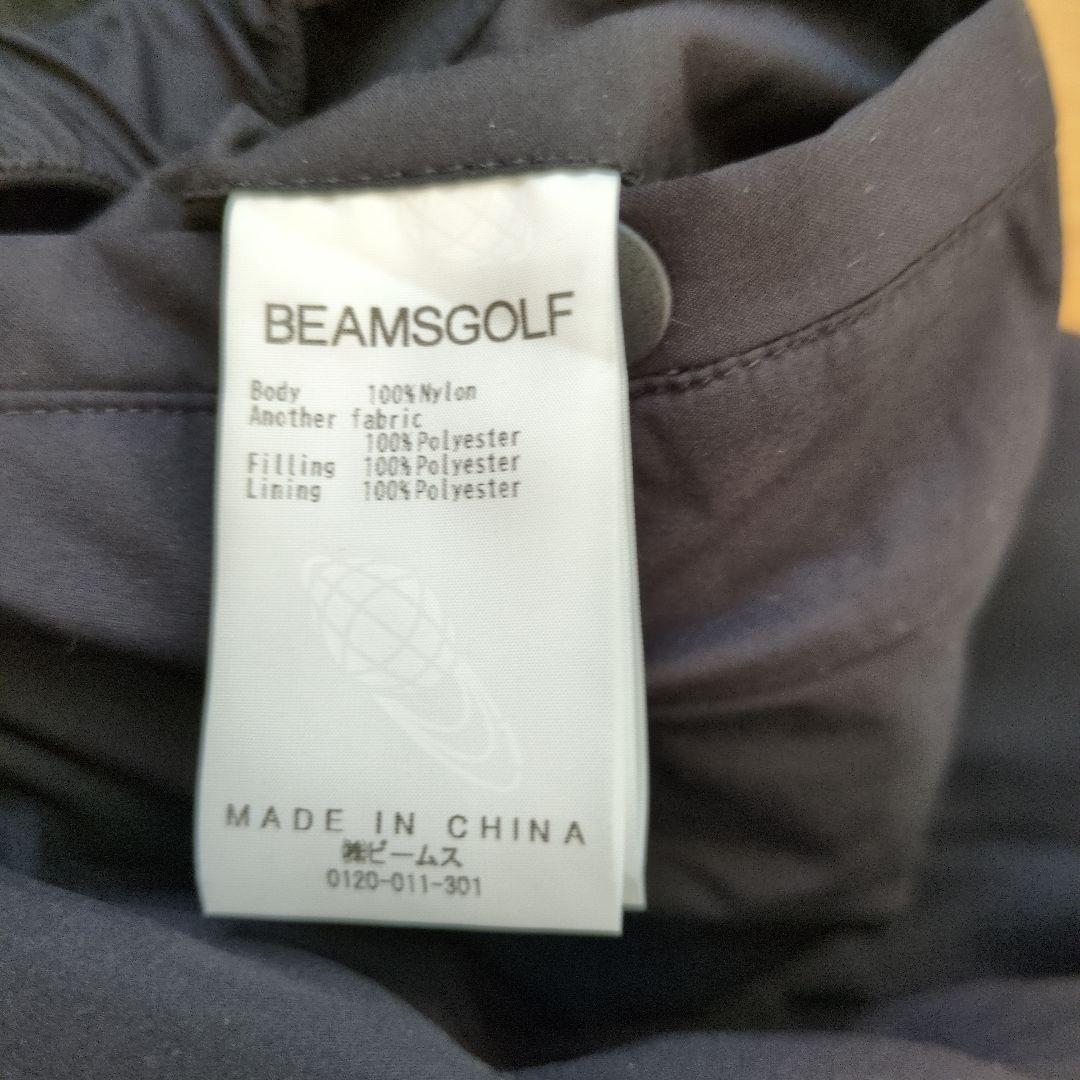 BEAMSGOLF
Body 100%Nylon
Another fabric
100%Polyester
Filling 100%Polyester
Lining 100%Polyester
MADE IN CHINA
㈱ビームス
0120-011-301